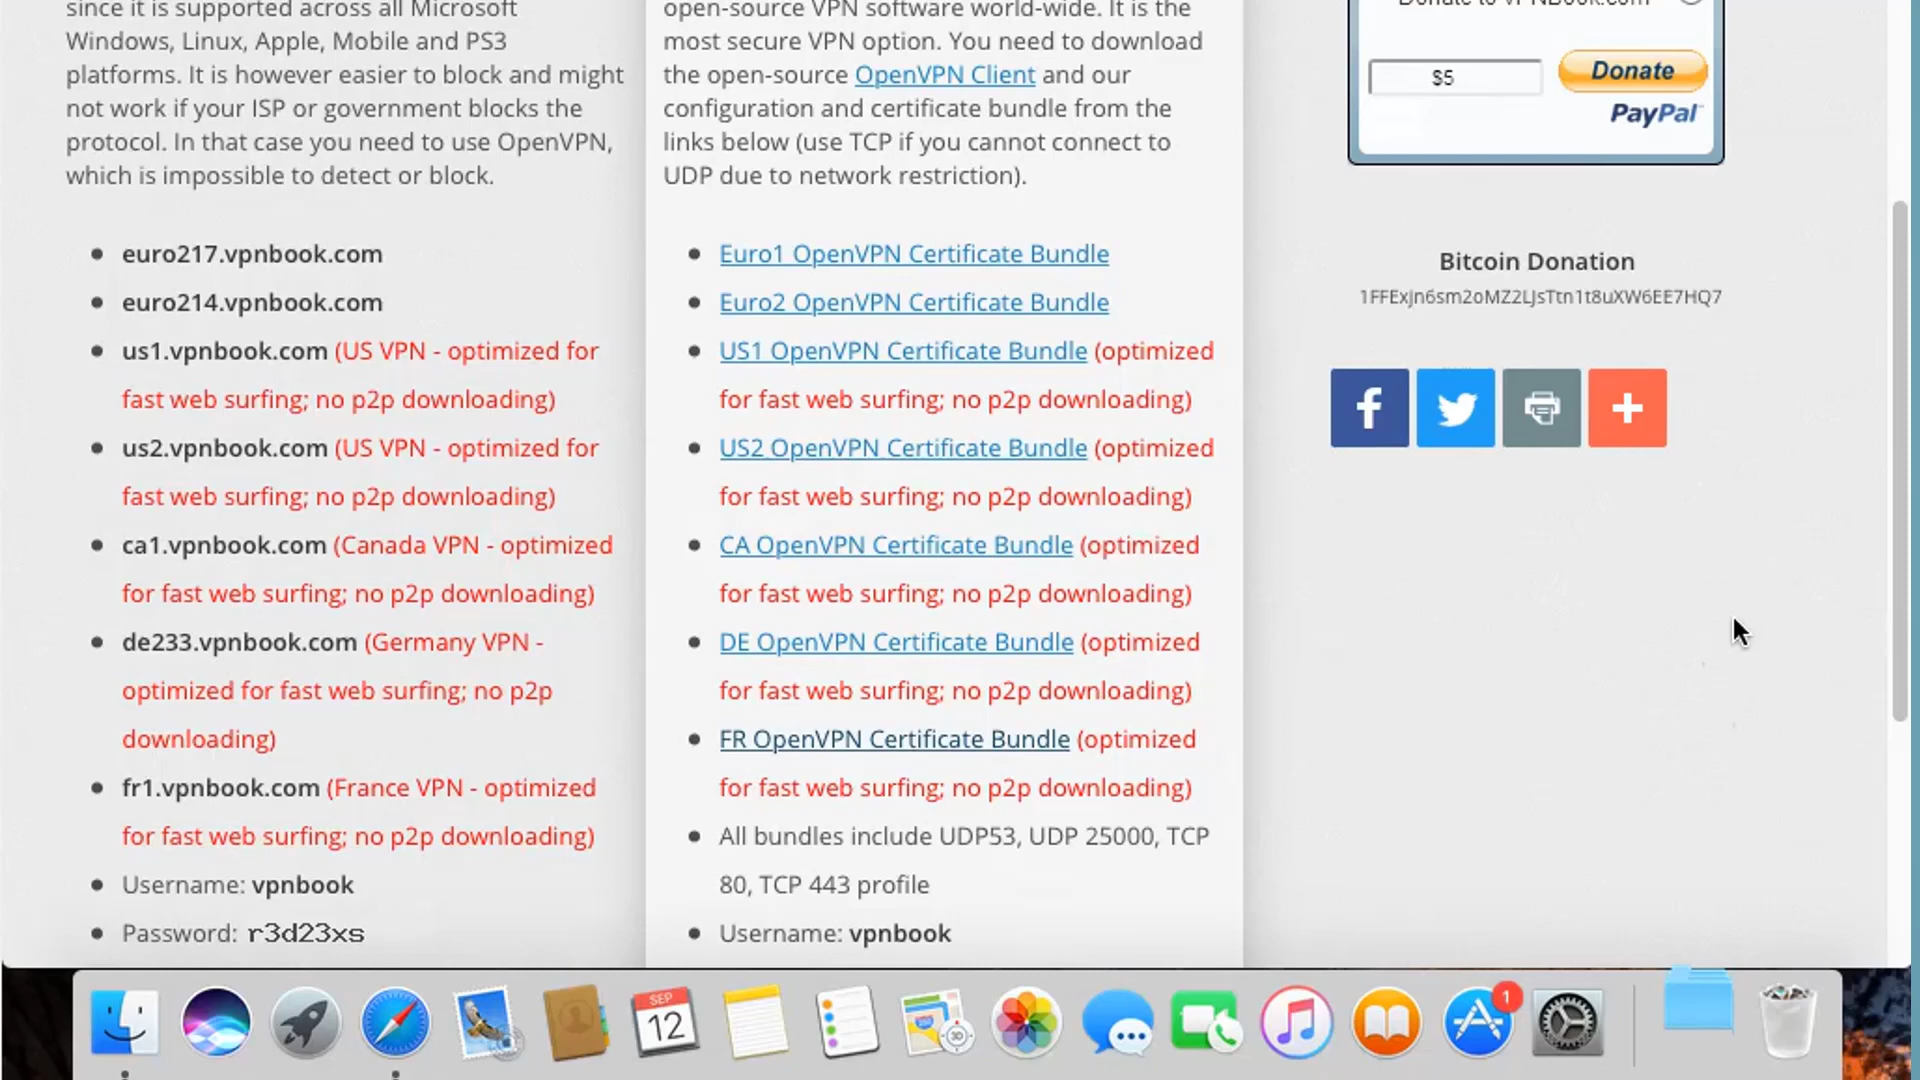 since it is supported across all Microsoft
Windows, Linux, Apple, Mobile and PS3
platforms. It is however easier to block and might
not work if your ISP or government blocks the
protocol. In that case you need to use OpenVPN,
which is impossible to detect or block.
euro217.vpnbook.com
euro214.vpnbook.com
us1.vpnbook.com (US VPN - optimized for
fast web surfing; no p2p downloading)
us2.vpnbook.com (US VPN - optimized for
fast web surfing; no p2p downloading)
ca1.vpnbook.com (Canada VPN - optimized
for fast web surfing; no p2p downloading)
de233.vpnbook.com (Germany VPN -
optimized for fast web surfing; no p2p
downloading)
fr1.vpnbook.com (France VPN - optimized
for fast web surfing; no p2p downloading)
Username: vpnbook
Password: r3d23xs
open-source VPN software world-wide. It is the
most secure VPN option. You need to download
the open-source OpenVPN Client and our
configuration and certificate bundle from the
links below (use TCP if you cannot connect to
UDP due to network restriction).
Euro1 OpenVPN Certificate Bundle
Euro2 OpenVPN Certificate Bundle
US1 OpenVPN Certificate Bundle (optimized
for fast web surfing; no p2p downloading)
US2 OpenVPN Certificate Bundle (optimized
for fast web surfing; no p2p downloading)
CA OpenVPN Certificate Bundle (optimized
for fast web surfing; no p2p downloading)
DE OpenVPN Certificate Bundle (optimized
for fast web surfing; no p2p downloading)
FR OpenVPN Certificate Bundle (optimized
for fast web surfing; no p2p downloading)
All bundles include UDP53, UDP 25000, TCP
80, TCP 443 profile
Username: vpnbook
Donate to VPNBook.com
$5
Donate
PayPal
Bitcoin Donation
1FFExJn6sm2oMZ2LJsTtn1t8uXW6EE7HQ7
SEP
12
1